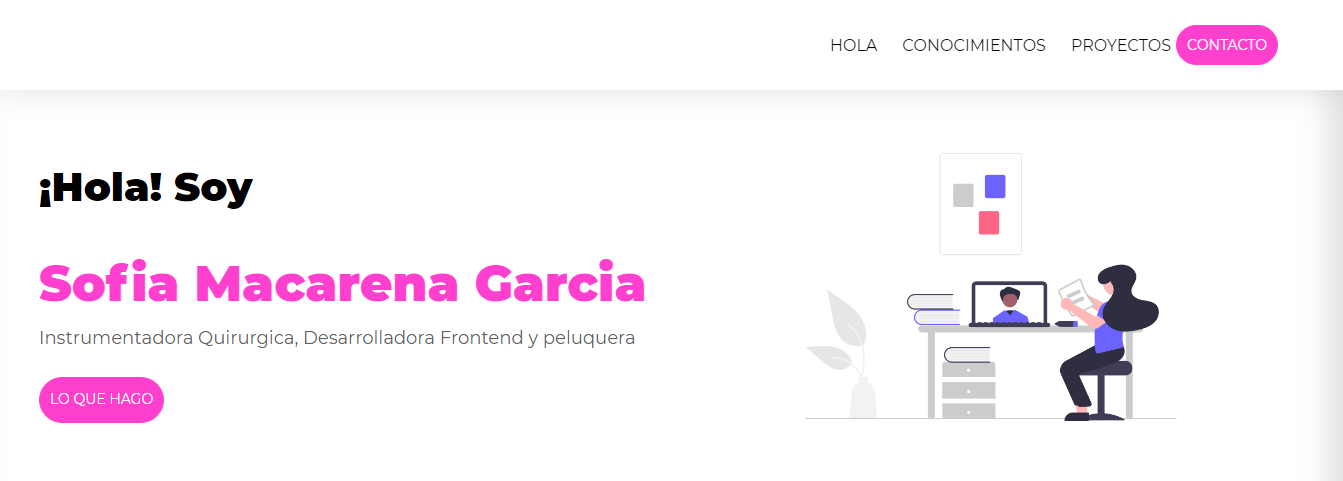 HOLA CONOCIMIENTOS PROYECTOS CONTACTO
¡Hola! Soy
Sofia Macarena Garcia
Instrumentadora Quirurgica, Desarrolladora Frontend y peluquera
LO QUE HAGO